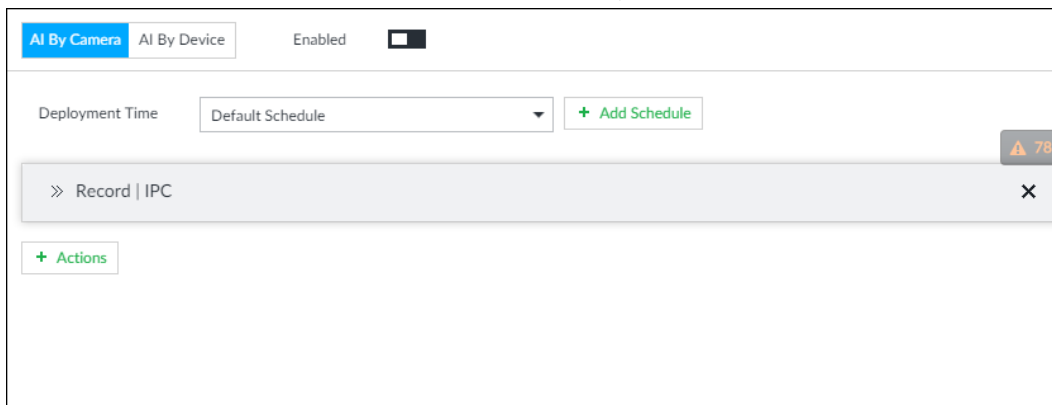 AI By Camera AI By Device Enabled
Deployment Time Default Schedule + Add Schedule
78
Record | IPC
+ Actions